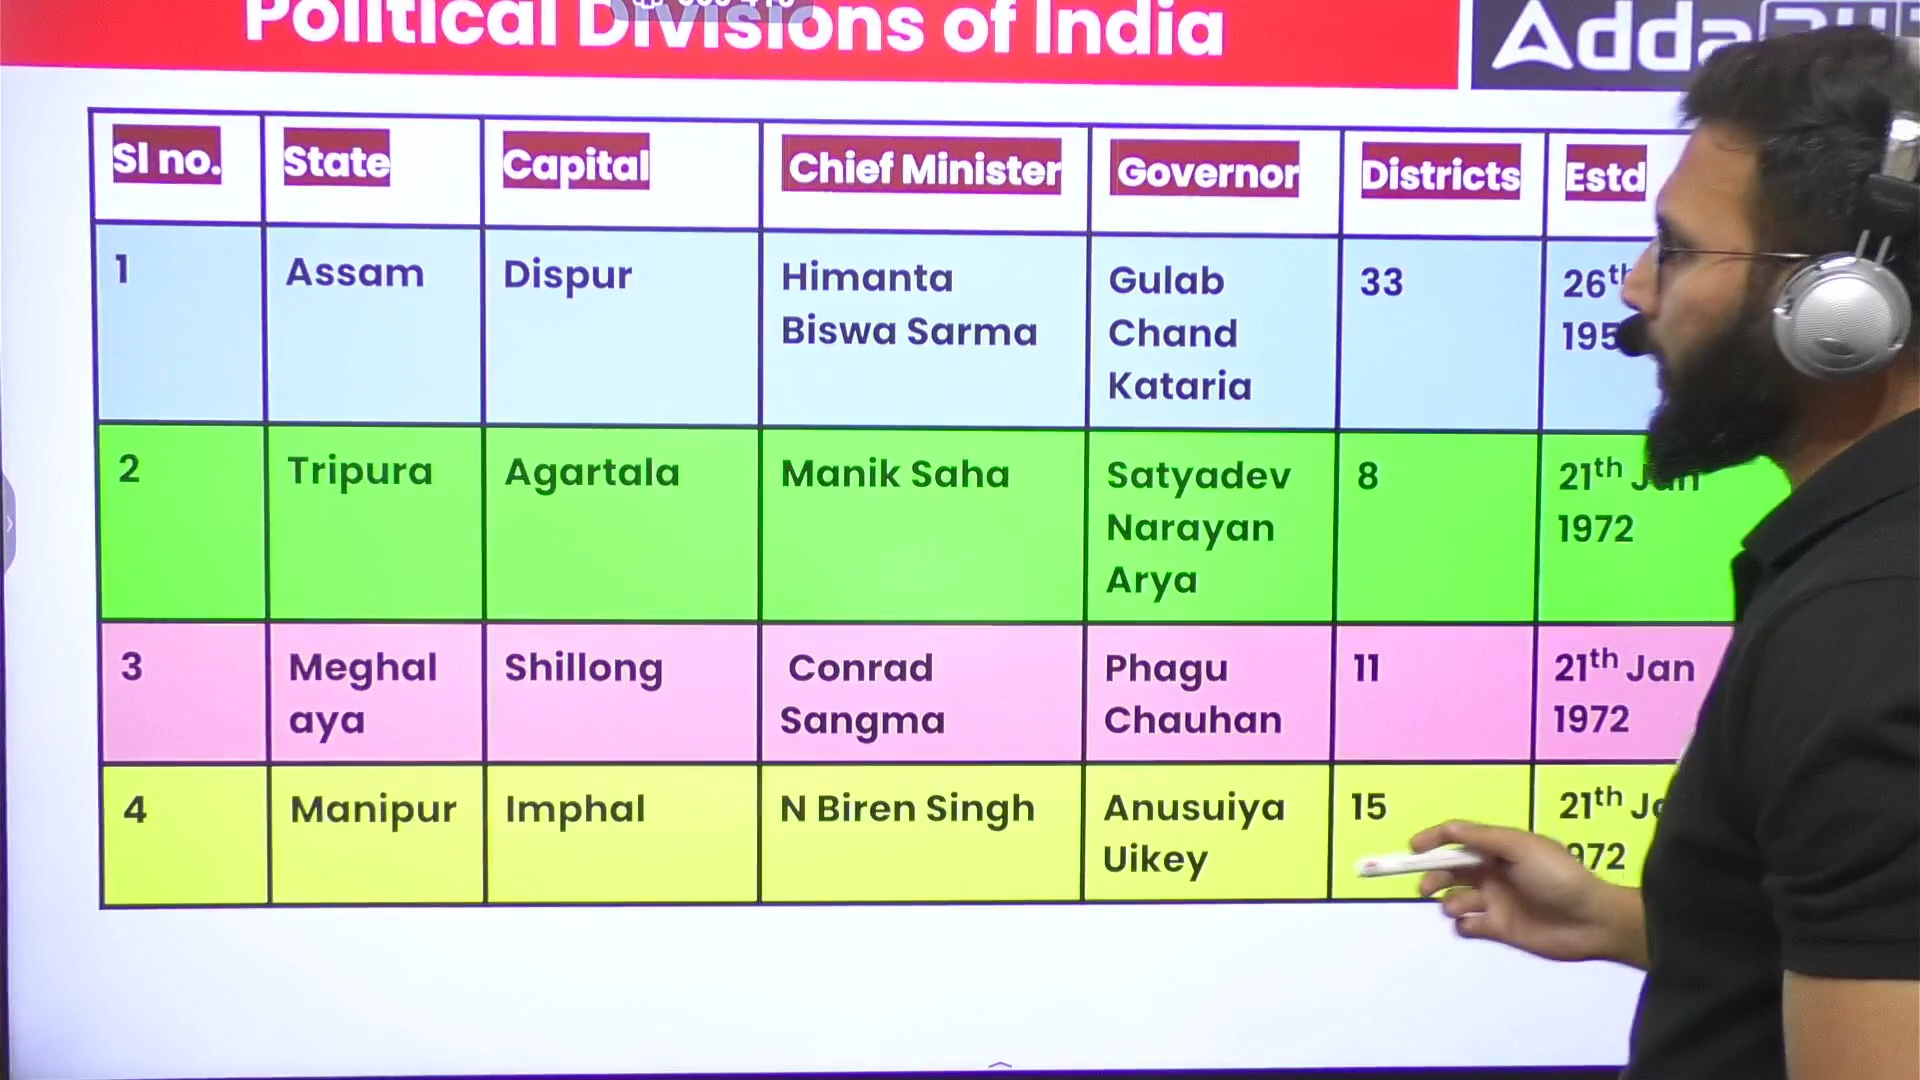 Political Divisions of India
Adda
Sl no. State Capital Chief Minister Governor Districts Estd
1 Assam Dispur Himanta Biswa Sarma Gulab Chand Kataria 33 26th
2 Tripura Agartala Manik Saha Satyadev Narayan Arya 8 21th Jan 1972
3 Meghal aya Shillong Conrad Sangma Phagu Chauhan 11 21th Jan 1972
4 Manipur Imphal N Biren Singh Anusuiya Uikey 15 21th